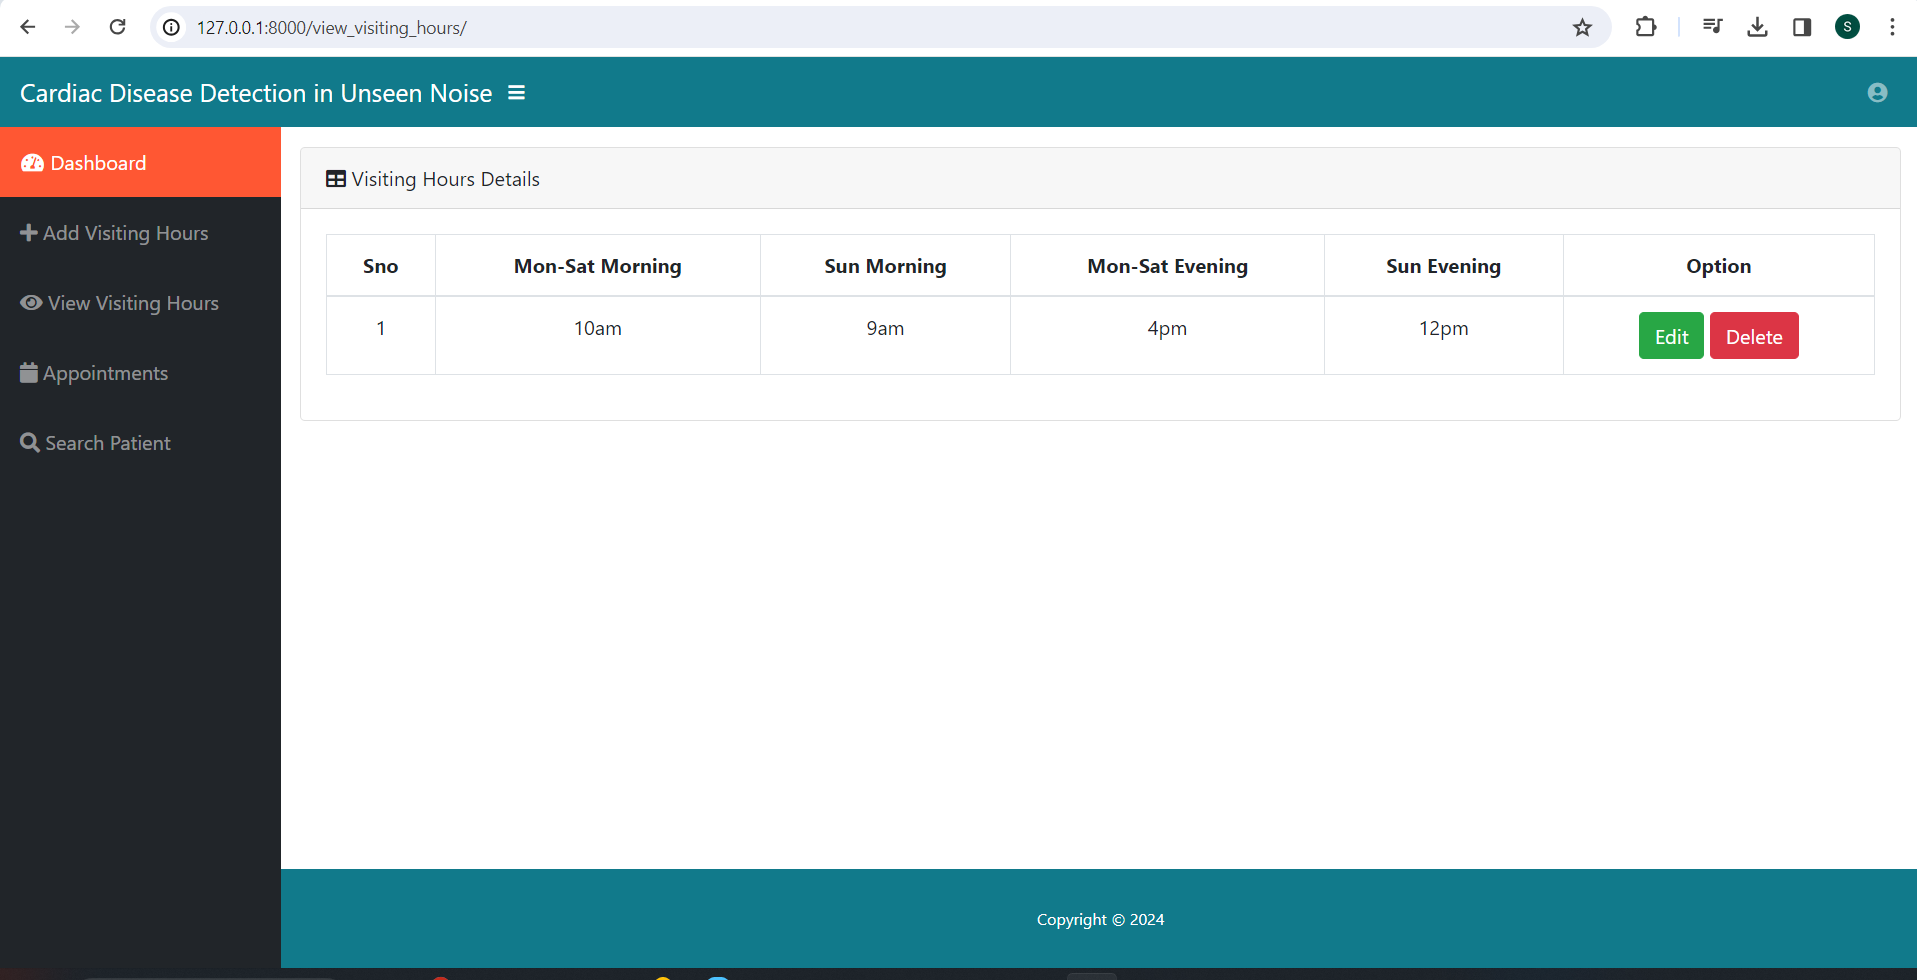 127.0.0.1:8000/view_visiting_hours/
S
Cardiac Disease Detection in Unseen Noise
Dashboard
Add Visiting Hours
View Visiting Hours
Appointments
Search Patient
Visiting Hours Details
Sno Mon-Sat Morning Sun Morning Mon-Sat Evening Sun Evening Option
1 10am 9am 4pm 12pm Edit Delete
Copyright © 2024